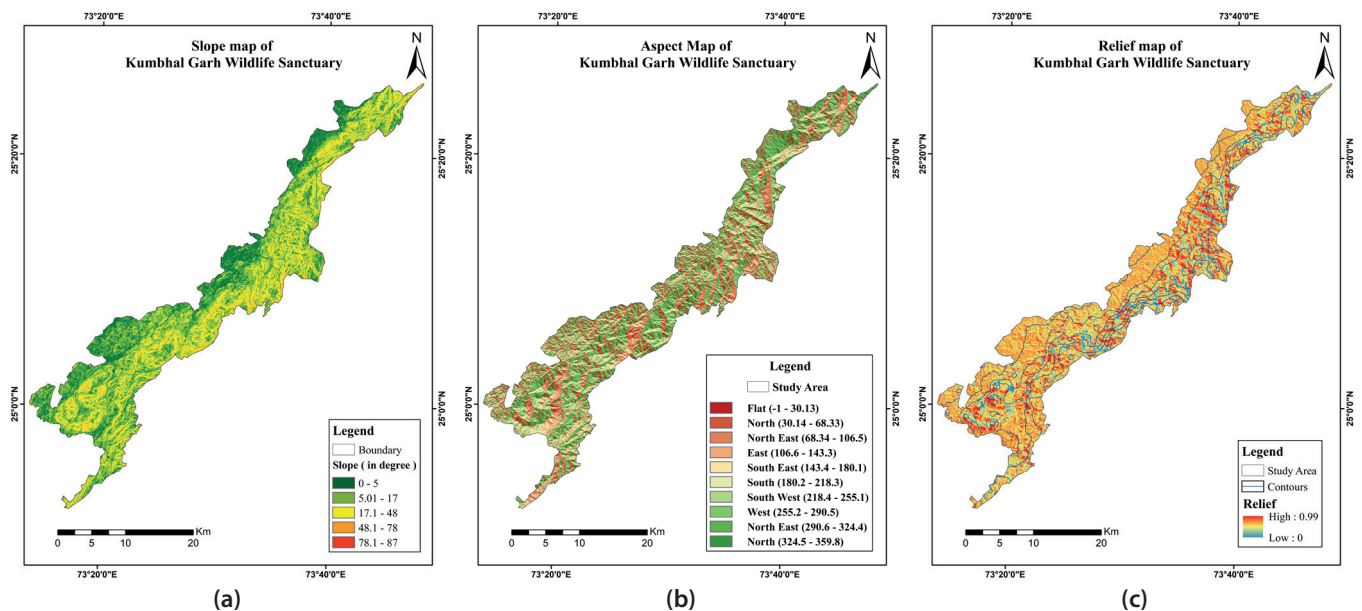 73°20'0"E
73°40'0"E
Slope map of
Kumbhal Garh Wildlife Sanctuary
N
25°20'0"N
25°0'0"N
Legend
Boundary
Slope ( in degree )
0 - 5
5.01 - 17
17.1 - 48
48.1 - 78
78.1 - 87
Km
0 5 10 20
73°20'0"E
73°40'0"E
(a)
73°20'0"E
73°40'0"E
Aspect Map of
Kumbhal Garh Wildlife Sanctuary
N
25°20'0"N
25°0'0"N
25°20'0"N
25°0'0"N
Legend
Study Area
Flat (-1 - 30.13)
North (30.14 - 68.33)
North East (68.34 - 106.5)
East (106.6 - 143.3)
South East (143.4 - 180.1)
South (180.2 - 218.3)
South West (218.4 - 255.1)
West (255.2 - 290.5)
North East (290.6 - 324.4)
North (324.5 - 359.8)
Km
0 5 10 20
73°20'0"E
73°40'0"E
(b)
73°20'0"E
73°40'0"E
Relief map of
Kumbhal Garh Wildlife Sanctuary
N
25°20'0"N
25°0'0"N
Legend
Study Area
Contours
Relief
High : 0.99
Low : 0
Km
0 5 10 20
73°20'0"E
73°40'0"E
(c)